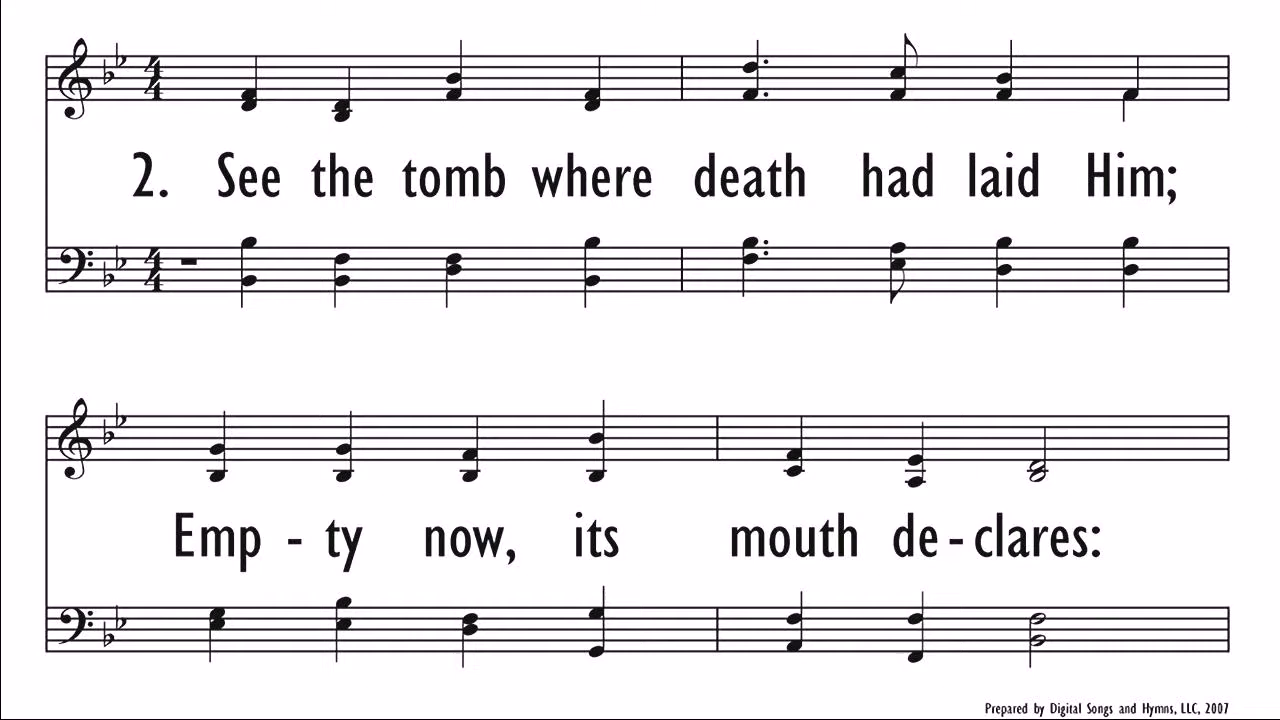 2. See the tomb where death had laid Him;
Emp - ty now, its mouth de - clares:
Prepared by Digital Songs and Hymns, LLC, 2007